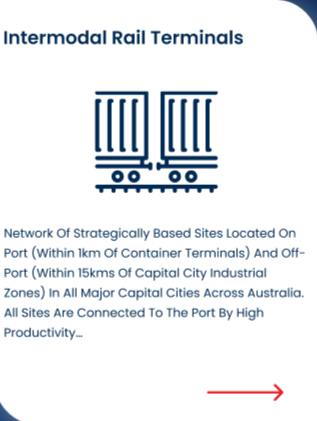 Intermodal Rail Terminals
Network Of Strategically Based Sites Located On
Port (Within 1km Of Container Terminals) And Off-
Port (Within 15kms Of Capital City Industrial
Zones) In All Major Capital Cities Across Australia.
All Sites Are Connected To The Port By High
Productivity...